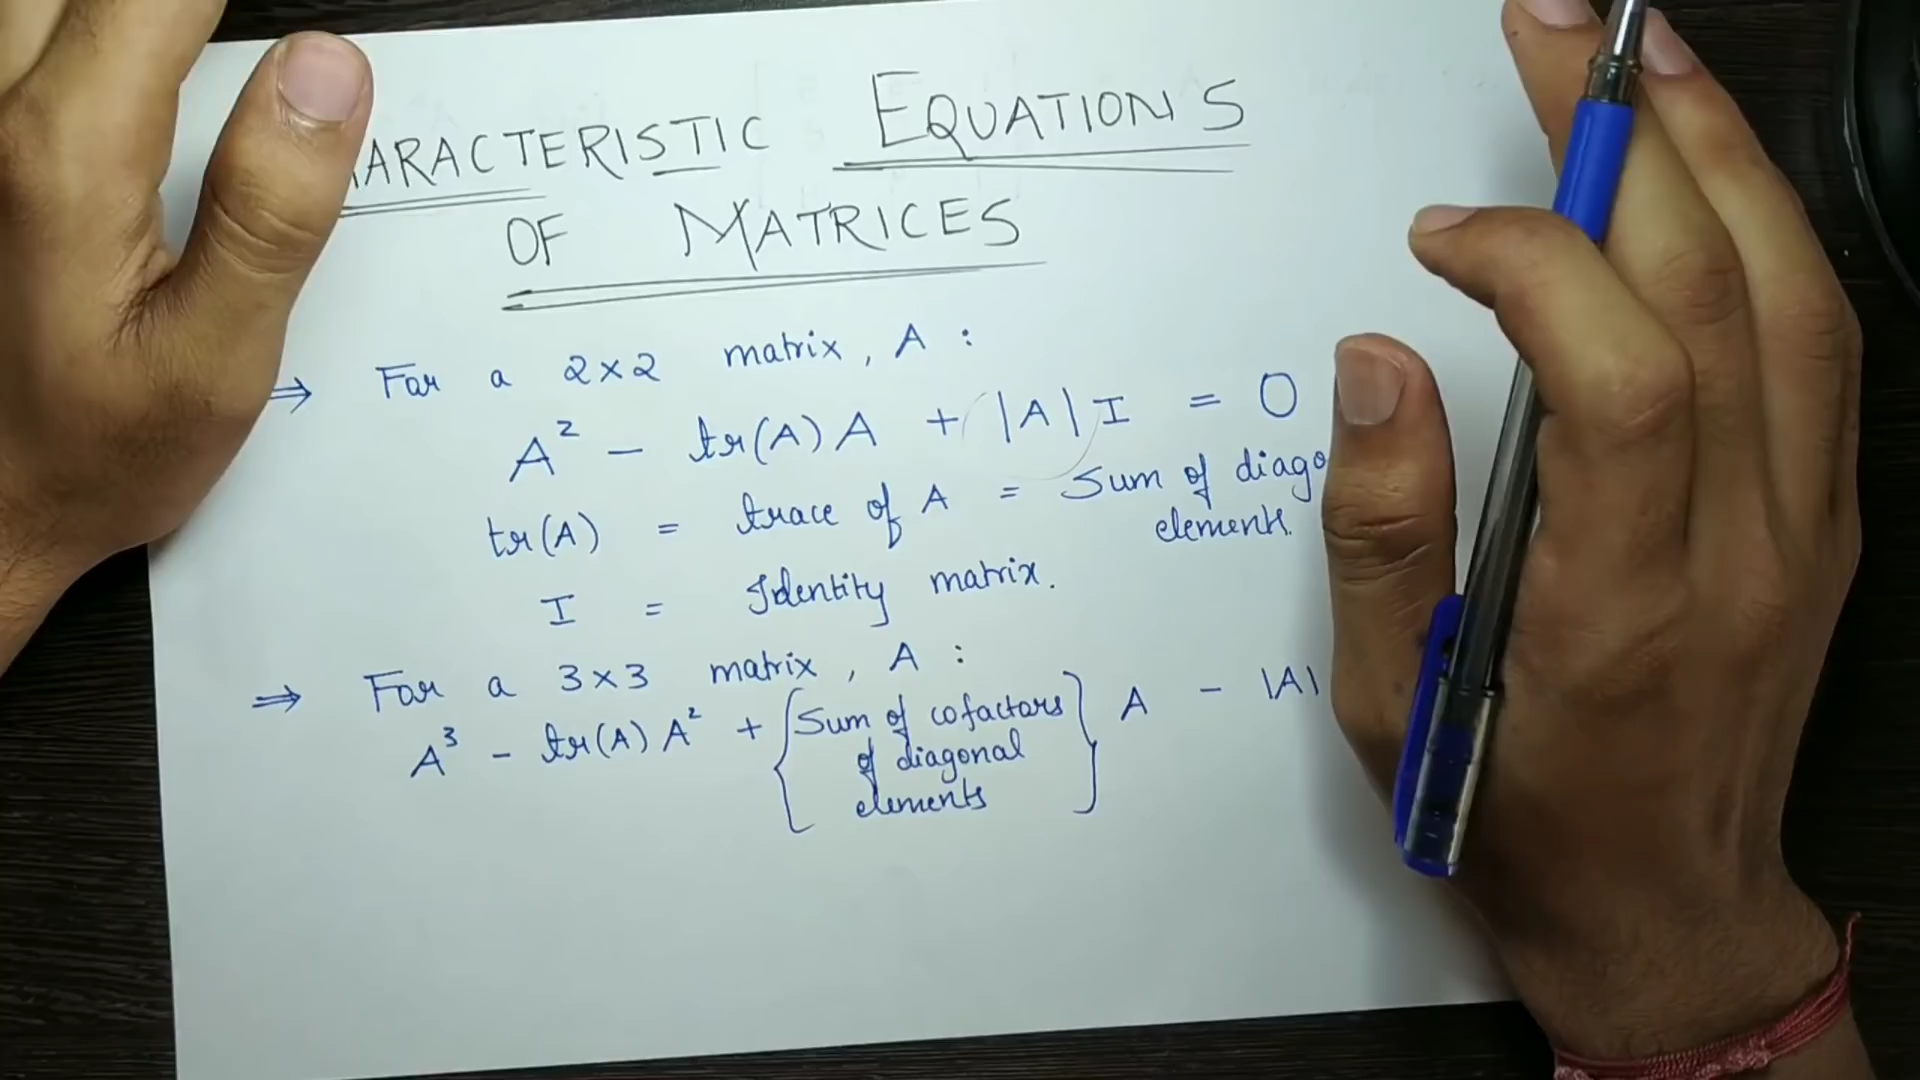 HARACTERISTIC EQUATIONS
OF MATRICES
⇒ For a 2×2 matrix, A :
A² - tr(A) A + |A| I = 0
tr(A) = trace of A = Sum of diago
elements.
I = Identity matrix.
⇒ For a 3×3 matrix, A :
A³ - tr(A) A² + {Sum of cofactors of diagonal elements} A - |A|